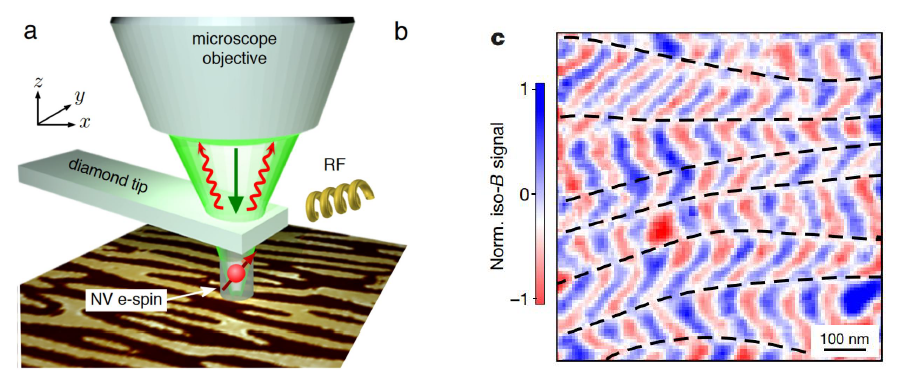 a
microscope
objective
b
z
y
x
diamond tip
RF
NV e-spin
c
Norm. iso-B signal
1
0
−1
100 nm